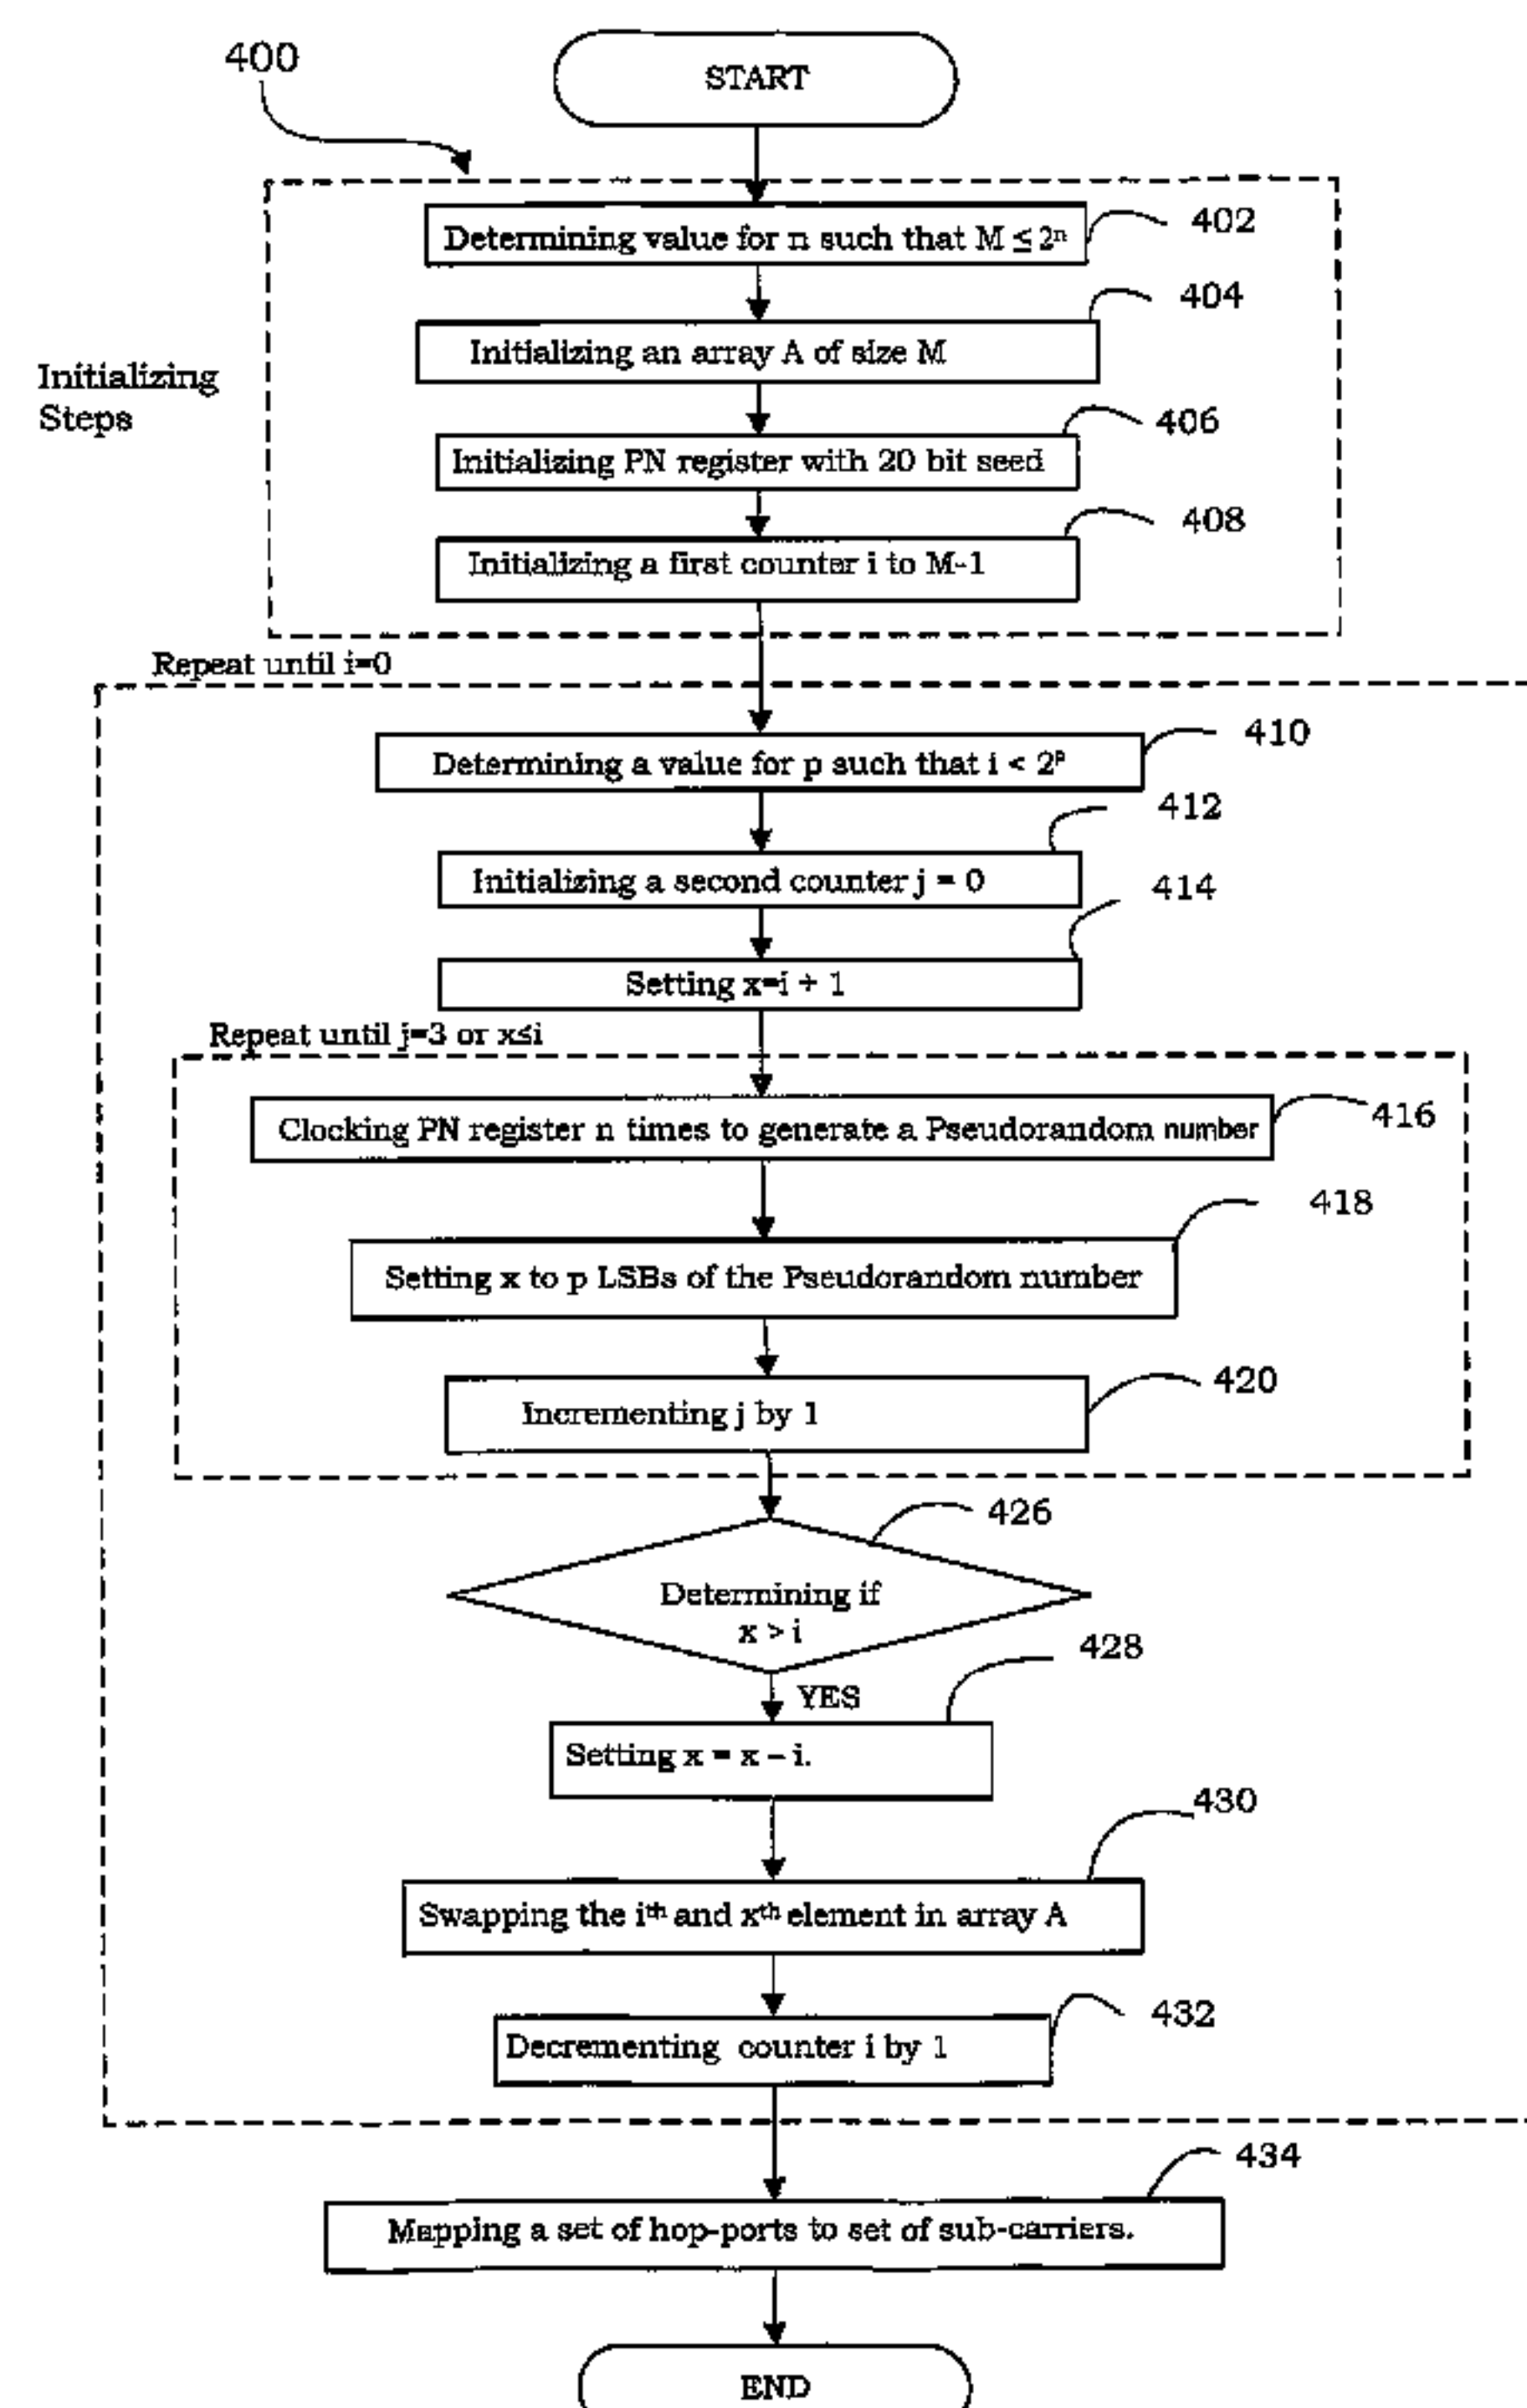 400
START
402
Determining value for n such that M ≤ 2ⁿ
404
Initializing an array A of size M
Initializing
Steps
406
Initializing PN register with 20 bit seed
408
Initializing a first counter i to M-1
Repeat until i=0
410
Determining a value for p such that i < 2ᵖ
412
Initializing a second counter j = 0
414
Setting x=i + 1
Repeat until j=3 or x≤i
416
Clocking PN register n times to generate a Pseudorandom number
418
Setting x to p LSBs of the Pseudorandom number
420
Incrementing j by 1
426
Determining if
x > i
428
YES
Setting x = x – i.
430
Swapping the iᵗʰ and xᵗʰ element in array A
432
Decrementing counter i by 1
434
Mapping a set of hop-ports to set of sub-carriers.
END